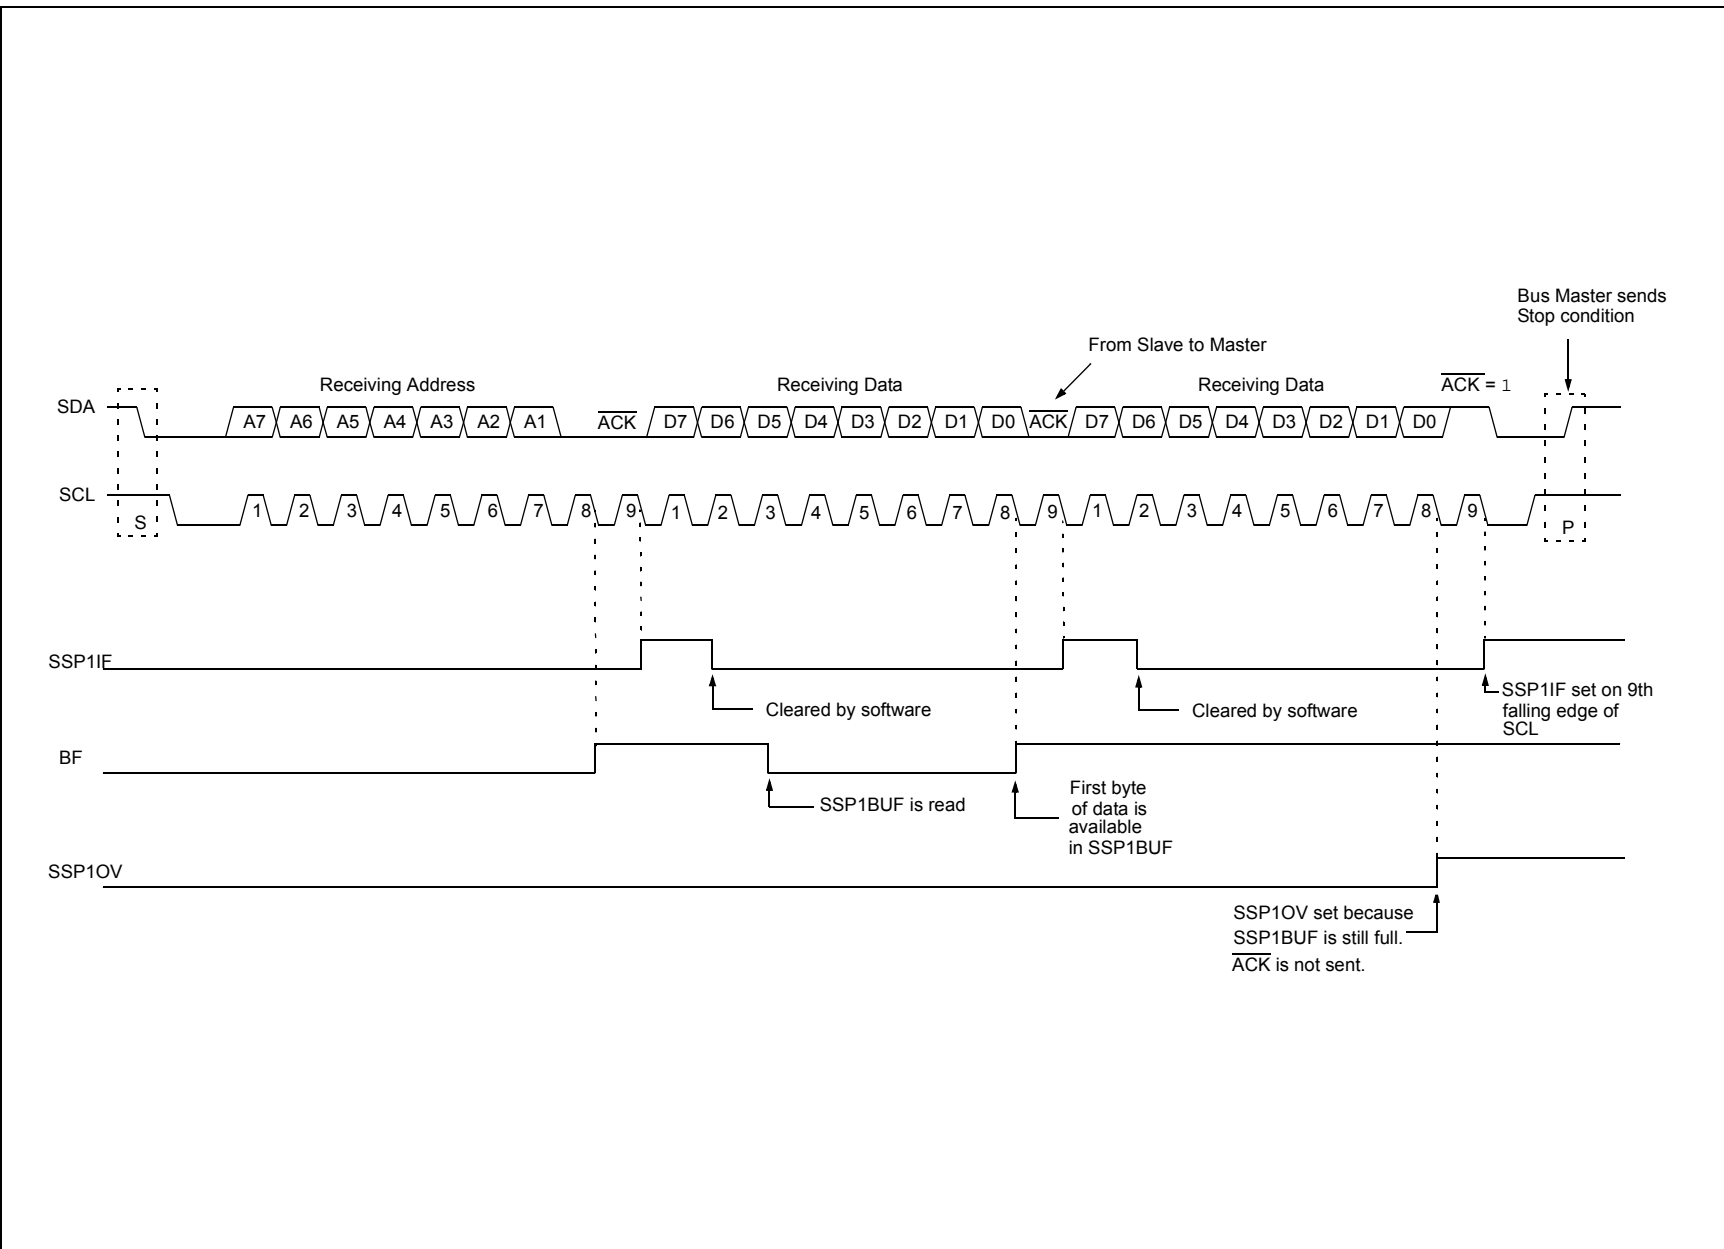 Bus Master sends
Stop condition
From Slave to Master
Receiving Address
Receiving Data
Receiving Data
ACK = 1
SDA
A7 A6 A5 A4 A3 A2 A1 ACK D7 D6 D5 D4 D3 D2 D1 D0 ACK D7 D6 D5 D4 D3 D2 D1 D0
SCL
S
1 2 3 4 5 6 7 8 9 1 2 3 4 5 6 7 8 9 1 2 3 4 5 6 7 8 9
P
SSP1IF
Cleared by software
Cleared by software
SSP1IF set on 9th
falling edge of
SCL
BF
SSP1BUF is read
First byte
of data is
available
in SSP1BUF
SSP1OV
SSP1OV set because
SSP1BUF is still full.
ACK is not sent.